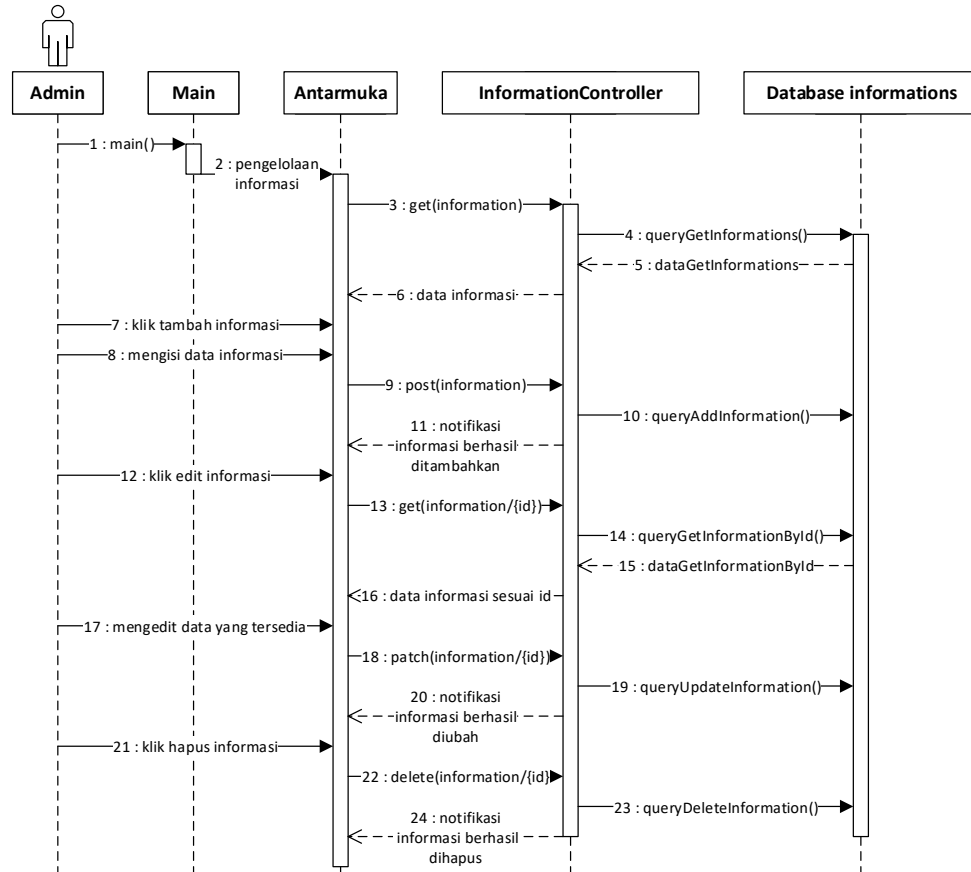 Admin
Main
Antarmuka
InformationController
Database informations
1 : main()
2 : pengelolaan
informasi
3 : get(information)
4 : queryGetInformations()
5 : dataGetInformations
6 : data informasi
7 : klik tambah informasi
8 : mengisi data informasi
9 : post(information)
10 : queryAddInformation()
11 : notifikasi
informasi berhasil
ditambahkan
12 : klik edit informasi
13 : get(information/{id})
14 : queryGetInformationById()
15 : dataGetInformationById
16 : data informasi sesuai id
17 : mengedit data yang tersedia
18 : patch(information/{id})
19 : queryUpdateInformation()
20 : notifikasi
informasi berhasil
diubah
21 : klik hapus informasi
22 : delete(information/{id}
23 : queryDeleteInformation()
24 : notifikasi
informasi berhasil
dihapus